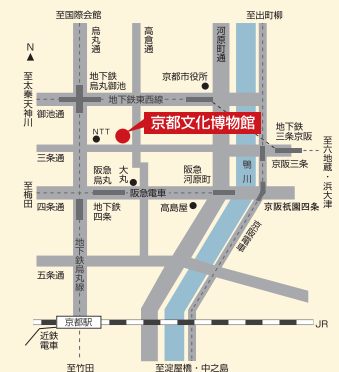 至国際会館
至出町柳
烏丸通
高倉通
河原町通
N
至太秦天神川
地下鉄
烏丸御池
京都市役所
地下鉄東西線
御池通
NTT
京都文化博物館
地下鉄
三条京阪
三条通
鴨川
京阪三条
至六地蔵・浜大津
至梅田
阪急
烏丸
大丸
阪急
河原町
阪急電車
四条通
地下鉄
四条
高島屋
京阪祇園四条
京阪電車
地下鉄烏丸線
五条通
京都駅
JR
近鉄
電車
至竹田
至淀屋橋・中之島